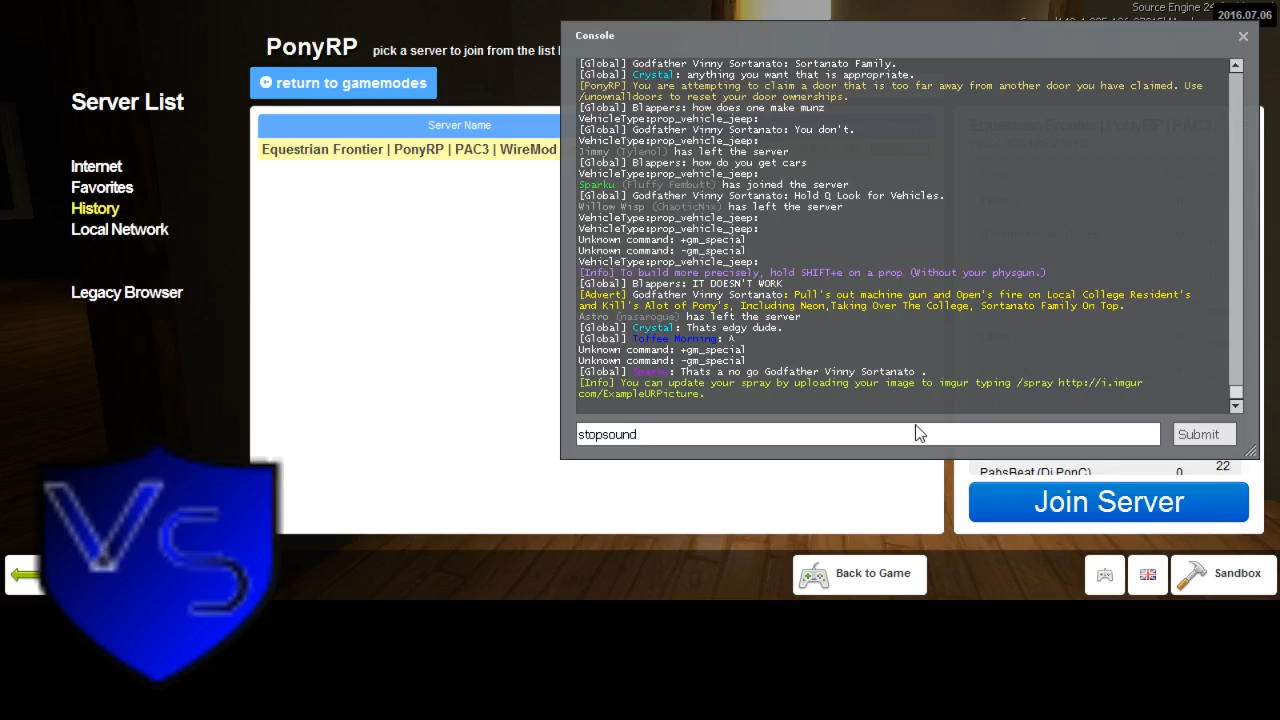 Source Engine 24
2016.07.06
PonyRP pick a server to join from the list
return to gamemodes
Server List
Internet
Favorites
History
Local Network
Legacy Browser
Server Name
Equestrian Frontier | PonyRP | PAC3 | WireMod
Console
[Global] Godfather Vinny Sortanato: Sortanato Family.
[Global] Crystal: anything you want that is appropriate.
[PonyRP] You are attempting to claim a door that is too far away from another door you have claimed. Use
/unownalldoors to reset your door ownerships.
[Global] Blappers: how does one make munz
VehicleType:prop_vehicle_jeep:
[Global] Godfather Vinny Sortanato: You don't.
VehicleType:prop_vehicle_jeep:
Jimmy (Tylenol) has left the server
[Global] Blappers: how do you get cars
VehicleType:prop_vehicle_jeep:
Sparku (Fluffy Fembutt) has joined the server
[Global] Godfather Vinny Sortanato: Hold Q Look for Vehicles.
Willow Wisp (ChaoticNix) has left the server
VehicleType:prop_vehicle_jeep:
VehicleType:prop_vehicle_jeep:
Unknown command: +gm_special
Unknown command: -gm_special
VehicleType:prop_vehicle_jeep:
[Info] To build more precisely, hold SHIFT+e on a prop (Without your physgun.)
[Global] Blappers: IT DOESN'T WORK
[Advert] Godfather Vinny Sortanato: Pull's out machine gun and Open's fire on Local College Resident's
and Kill's Alot of Pony's, Including Neon,Taking Over The College, Sortanato Family On Top.
Astro (nasarogue) has left the server
[Global] Crystal: Thats edgy dude.
[Global] Toffee Morning: ^
Unknown command: +gm_special
Unknown command: -gm_special
[Global] Sparku: Thats a no go Godfather Vinny Sortanato .
[Info] You can update your spray by uploading your image to imgur typing /spray http://i.imgur
com/ExampleURPicture.
stopsound
Submit
22
PabsBeat (Dj PonC) 0
Join Server
VS
Back to Game
Sandbox